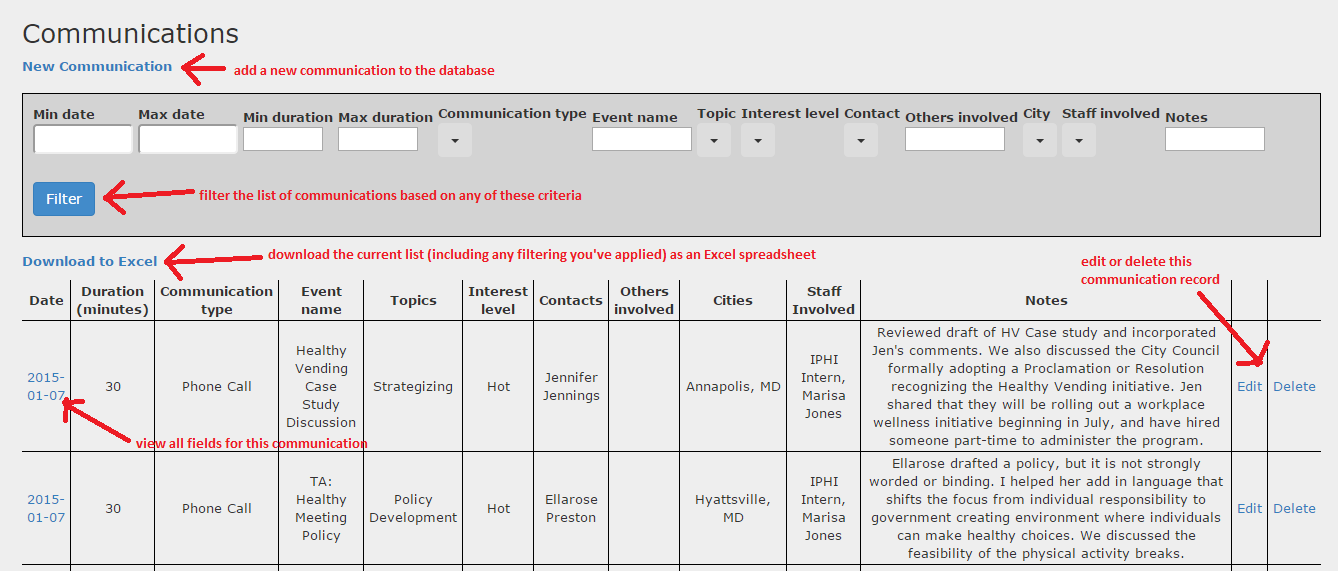 Communications
New Communication
add a new communication to the database
Min date
Max date
Min duration
Max duration
Communication type
Event name
Topic
Interest level
Contact
Others involved
City
Staff involved
Notes
Filter
filter the list of communications based on any of these criteria
Download to Excel
download the current list (including any filtering you've applied) as an Excel spreadsheet
edit or delete this
communication record
Date
Duration
(minutes)
Communication
type
Event
name
Topics
Interest
level
Contacts
Others
involved
Cities
Staff
Involved
Notes
2015-
01-07
30
Phone Call
Healthy
Vending
Case
Study
Discussion
Strategizing
Hot
Jennifer
Jennings
Annapolis, MD
IPHI
Intern,
Marisa
Jones
Reviewed draft of HV Case study and incorporated
Jen's comments. We also discussed the City Council
formally adopting a Proclamation or Resolution
recognizing the Healthy Vending initiative. Jen
shared that they will be rolling out a workplace
wellness initiative beginning in July, and have hired
someone part-time to administer the program.
Edit
Delete
view all fields for this communication
2015-
01-07
30
Phone Call
TA:
Healthy
Meeting
Policy
Policy
Development
Hot
Ellarose
Preston
Hyattsville,
MD
IPHI
Intern,
Marisa
Jones
Ellarose drafted a policy, but it is not strongly
worded or binding. I helped her add in language that
shifts the focus from individual responsibility to
government creating environment where individuals
can make healthy choices. We discussed the
feasibility of the physical activity breaks.
Edit
Delete